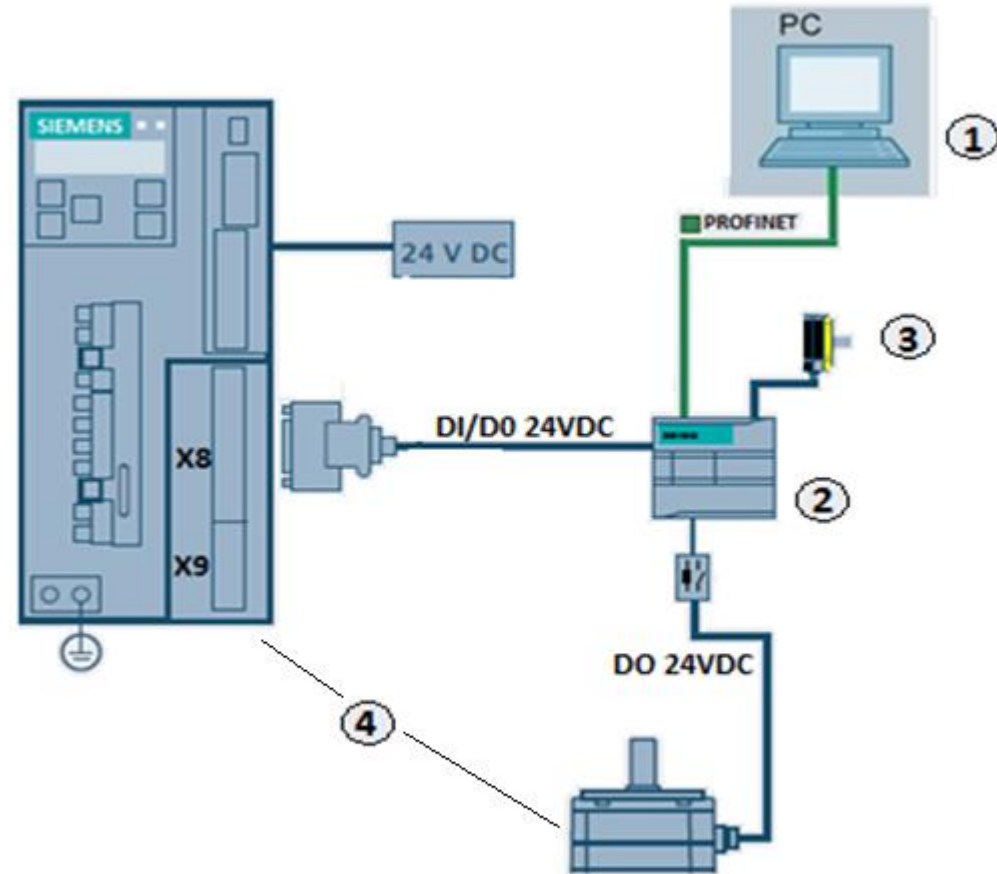 PC
SIEMENS
1
PROFINET
24 V DC
3
DI/D0 24VDC
X8
2
X9
DO 24VDC
4